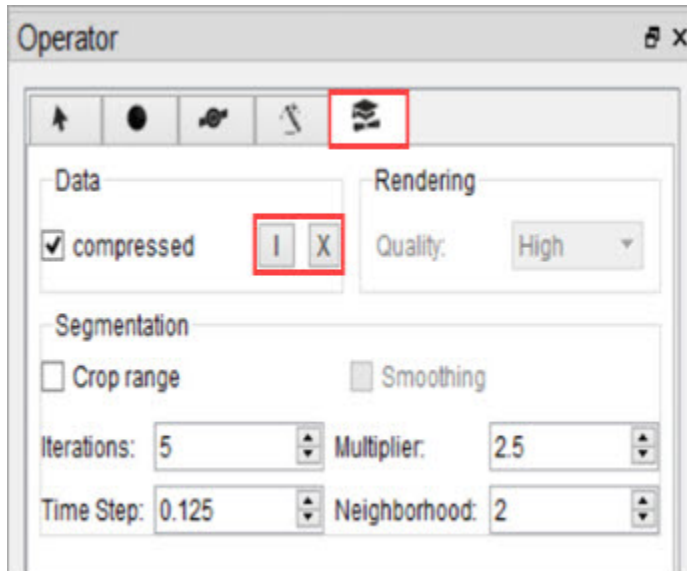 Operator
Data Rendering
compressed I X Quality: High
Segmentation
Crop range Smoothing
Iterations: 5 Multiplier: 2.5
Time Step: 0.125 Neighborhood: 2